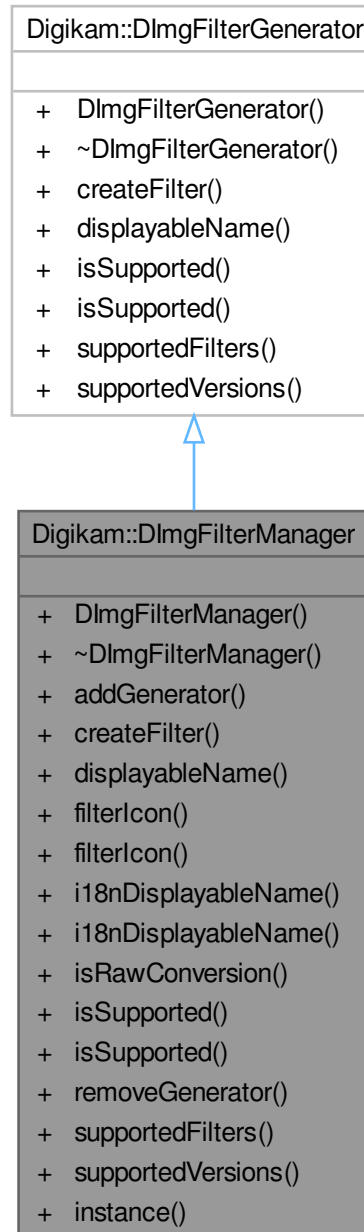 Digikam::DImgFilterGenerator
+ DImgFilterGenerator()
+ ~DImgFilterGenerator()
+ createFilter()
+ displayableName()
+ isSupported()
+ isSupported()
+ supportedFilters()
+ supportedVersions()
Digikam::DImgFilterManager
+ DImgFilterManager()
+ ~DImgFilterManager()
+ addGenerator()
+ createFilter()
+ displayableName()
+ filterIcon()
+ filterIcon()
+ i18nDisplayableName()
+ i18nDisplayableName()
+ isRawConversion()
+ isSupported()
+ isSupported()
+ removeGenerator()
+ supportedFilters()
+ supportedVersions()
+ instance()